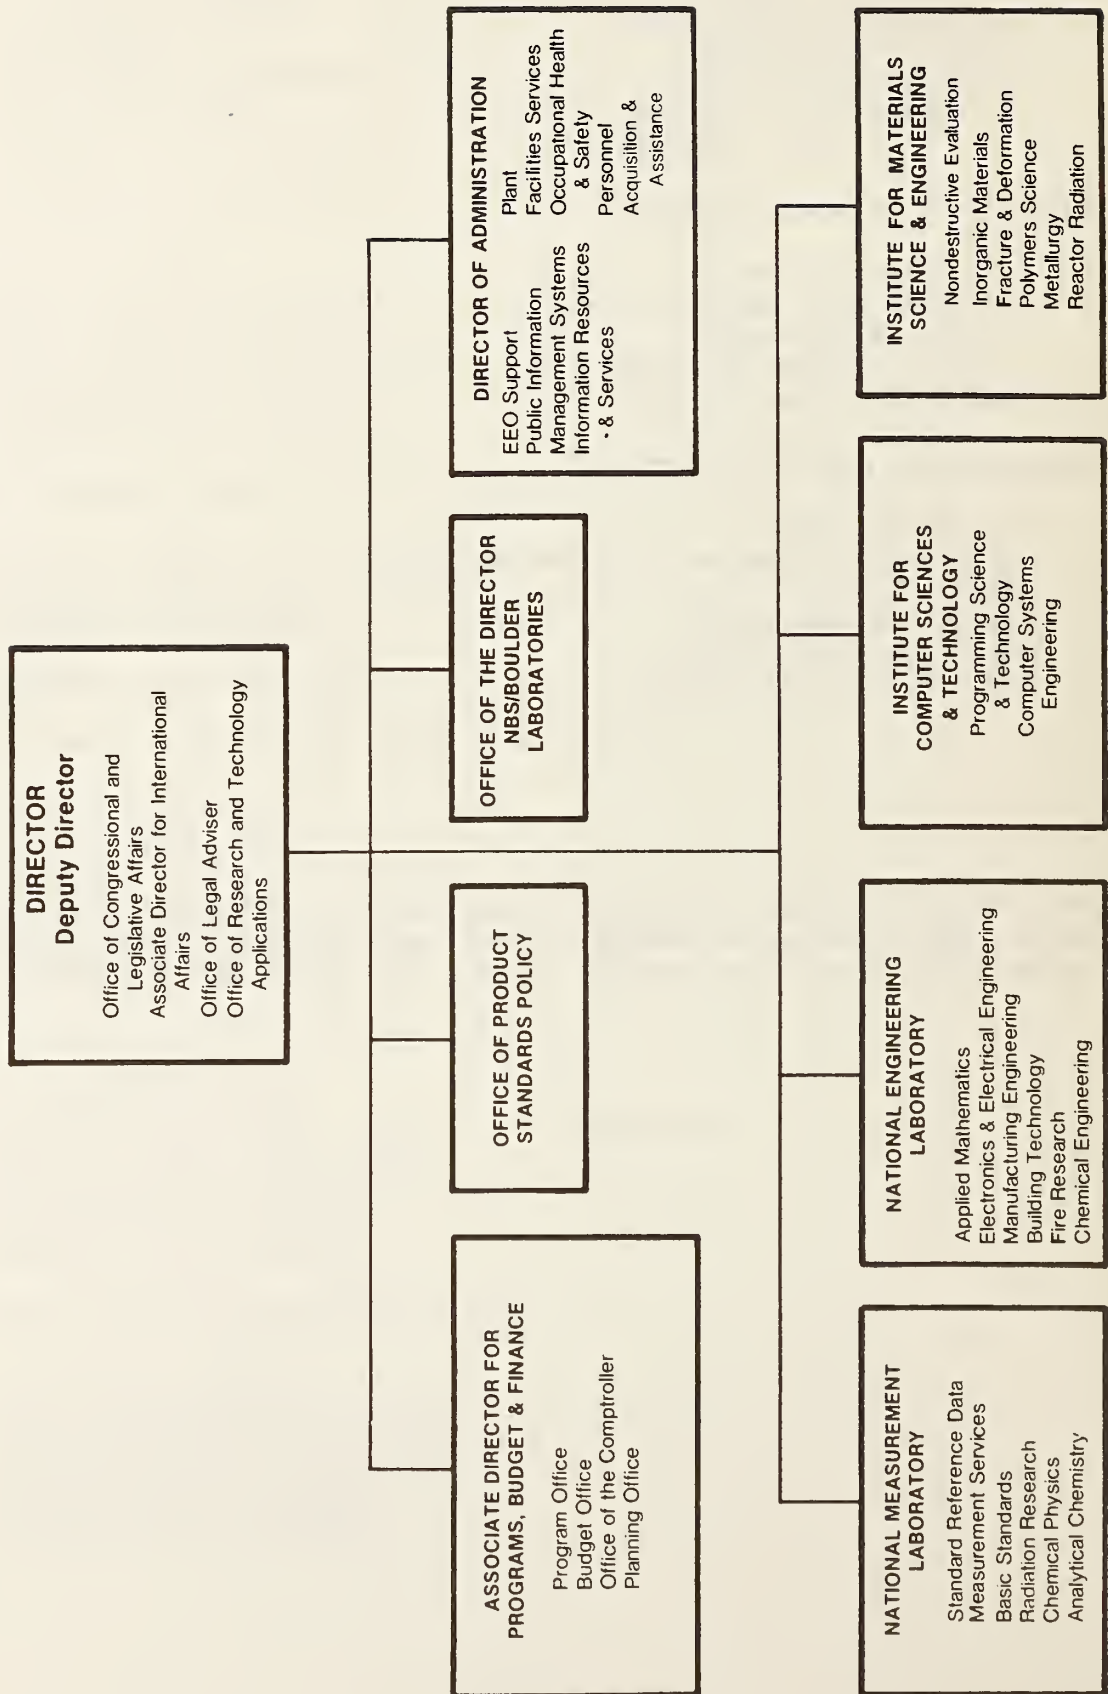 DIRECTOR
Deputy Director
Office of Congressional and
Legislative Affairs
Associate Director for International
Affairs
Office of Legal Adviser
Office of Research and Technology
Applications
ASSOCIATE DIRECTOR FOR
PROGRAMS, BUDGET & FINANCE
Program Office
Budget Office
Office of the Comptroller
Planning Office
OFFICE OF PRODUCT
STANDARDS POLICY
OFFICE OF THE DIRECTOR
NBS/BOULDER
LABORATORIES
DIRECTOR OF ADMINISTRATION
EEO Support
Public Information
Management Systems
Information Resources
& Services
Plant
Facilities Services
Occupational Health
& Safety
Personnel
Acquisition &
Assistance
NATIONAL MEASUREMENT
LABORATORY
Standard Reference Data
Measurement Services
Basic Standards
Radiation Research
Chemical Physics
Analytical Chemistry
NATIONAL ENGINEERING
LABORATORY
Applied Mathematics
Electronics & Electrical Engineering
Manufacturing Engineering
Building Technology
Fire Research
Chemical Engineering
INSTITUTE FOR
COMPUTER SCIENCES
& TECHNOLOGY
Programming Science
& Technology
Computer Systems
Engineering
INSTITUTE FOR MATERIALS
SCIENCE & ENGINEERING
Nondestructive Evaluation
Inorganic Materials
Fracture & Deformation
Polymers Science
Metallurgy
Reactor Radiation